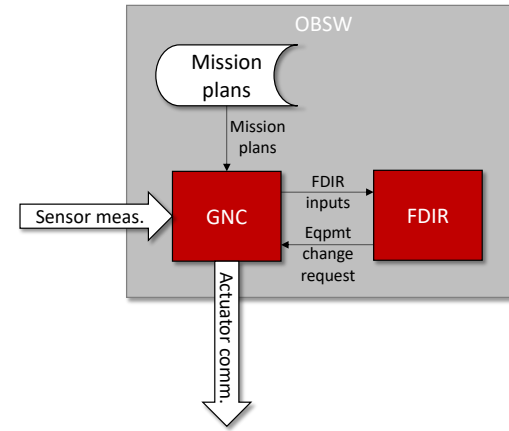 OBSW
Mission
plans
Mission
plans
Sensor meas.
GNC
FDIR
inputs
FDIR
Eqpmt
change
request
Actuator comm.